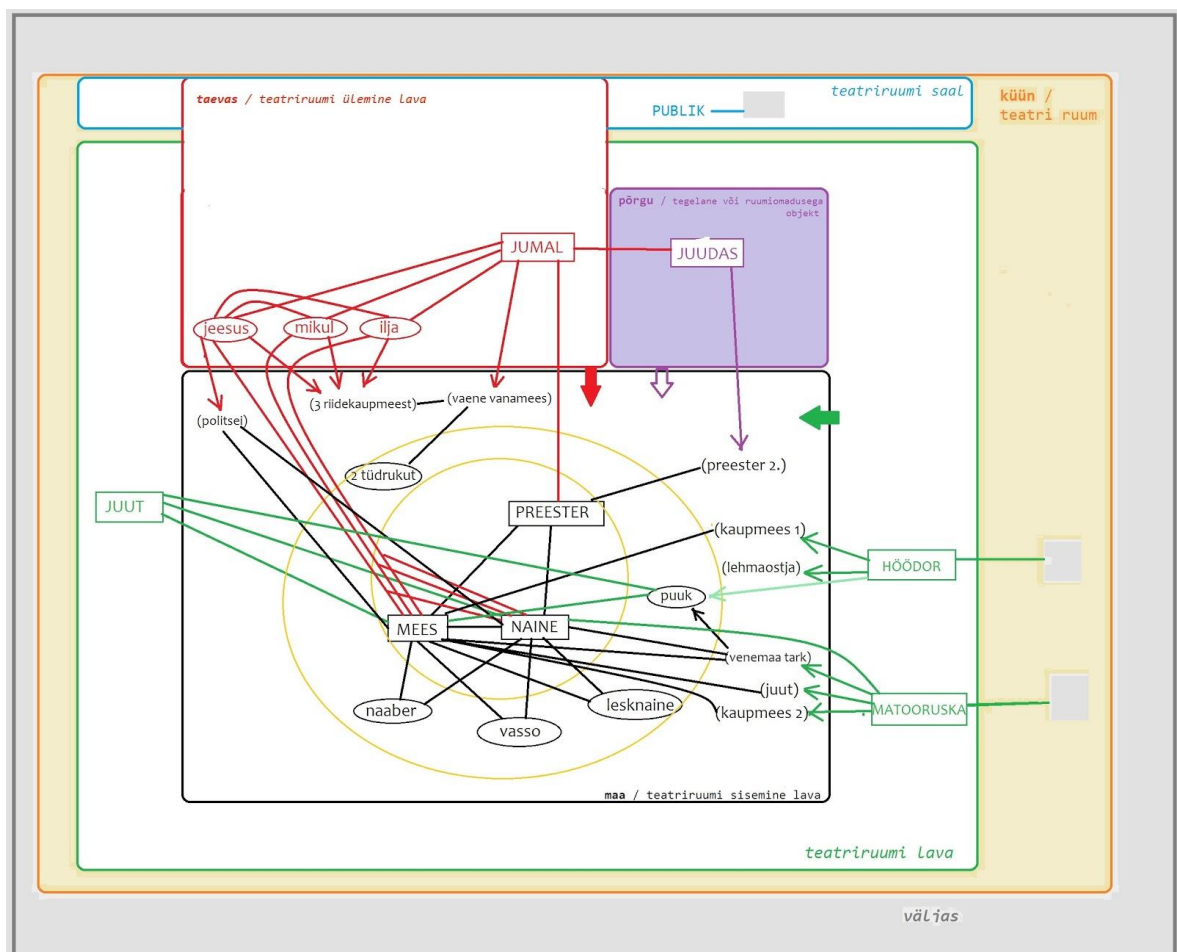 taevas / teatriruumi ülemine lava
teatriruumi saal
PUBLIK
küün /
teatri ruum
põrgu / tegelane või ruumiomadusega
objekt
JUMAL
JUUDAS
jeesus
mikul
ilja
(politsei)
(3 riidekaupmeest)
(vaene vanamees)
2 tüdrukut
(preester 2.)
JUUT
PREESTER
(kaupmees 1)
(lehmaostja)
HÖÖDOR
puuk
MEES
NAINE
(venemaa tark)
(juut)
(kaupmees 2)
MATOORUSKA
naaber
vasso
lesknaine
maa / teatriruumi sisemine lava
teatriruumi lava
väljas